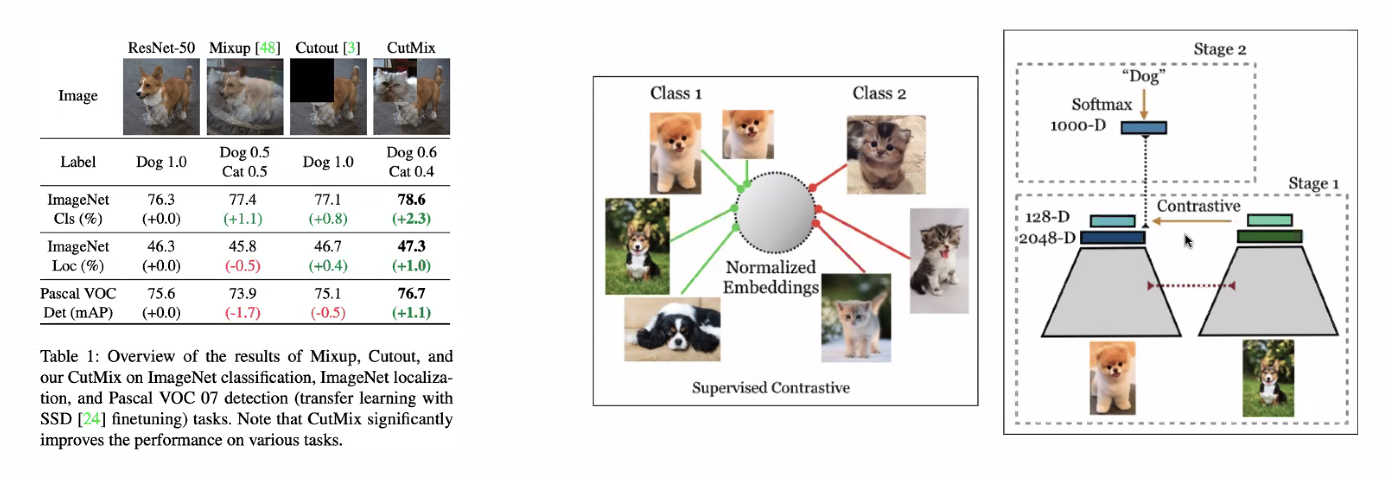 ResNet-50 Mixup [48] Cutout [3] CutMix
Image
Label Dog 1.0 Dog 0.5 Cat 0.5 Dog 1.0 Dog 0.6 Cat 0.4
ImageNet 76.3 77.4 77.1 78.6
Cls (%) (+0.0) (+1.1) (+0.8) (+2.3)
ImageNet 46.3 45.8 46.7 47.3
Loc (%) (+0.0) (-0.5) (+0.4) (+1.0)
Pascal VOC 75.6 73.9 75.1 76.7
Det (mAP) (+0.0) (-1.7) (-0.5) (+1.1)
Table 1: Overview of the results of Mixup, Cutout, and
our CutMix on ImageNet classification, ImageNet localiza-
tion, and Pascal VOC 07 detection (transfer learning with
SSD [24] finetuning) tasks. Note that CutMix significantly
improves the performance on various tasks.
Class 1 Class 2
Normalized
Embeddings
Supervised Contrastive
Stage 2
“Dog”
Softmax
1000-D
Stage 1
Contrastive
128-D
2048-D